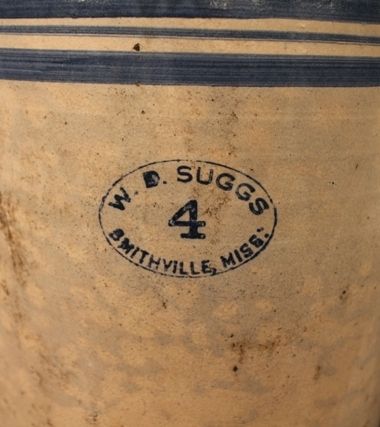 W. D. SUGGS
4
SMITHVILLE, MISS.